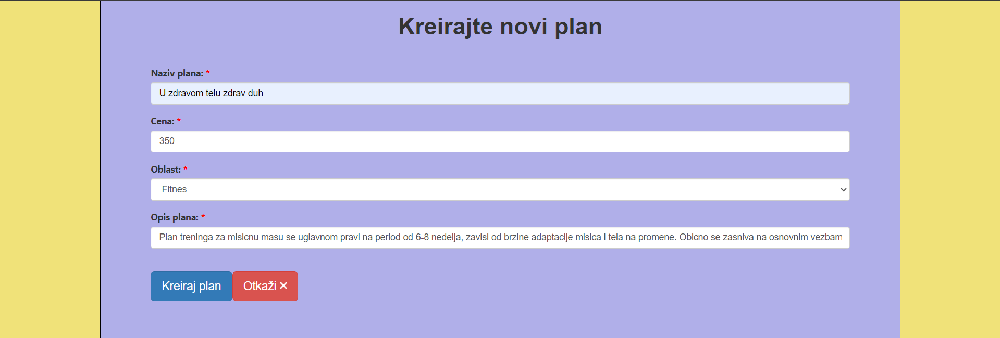 Kreirajte novi plan
Naziv plana: *
U zdravom telu zdrav duh
Cena: *
350
Oblast: *
Fitnes
Opis plana: *
Plan treninga za misicnu masu se uglavnom pravi na period od 6-8 nedelja, zavisi od brzine adaptacije misica i tela na promene. Obicno se zasniva na osnovnim vezbam
Kreiraj plan
Otkaži ✕